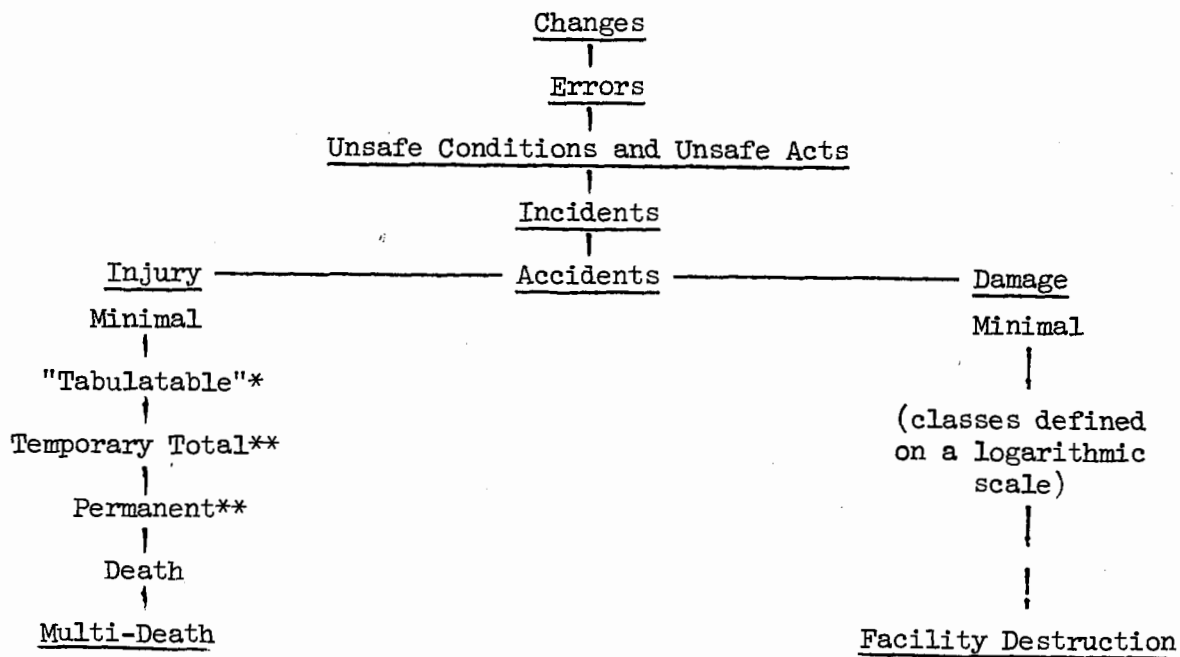 Changes
Errors
Unsafe Conditions and Unsafe Acts
Incidents
Injury Accidents Damage
Minimal Minimal
"Tabulatable"*
(classes defined
Temporary Total**
on a logarithmic
scale)
Permanent**
Death
Multi-Death Facility Destruction